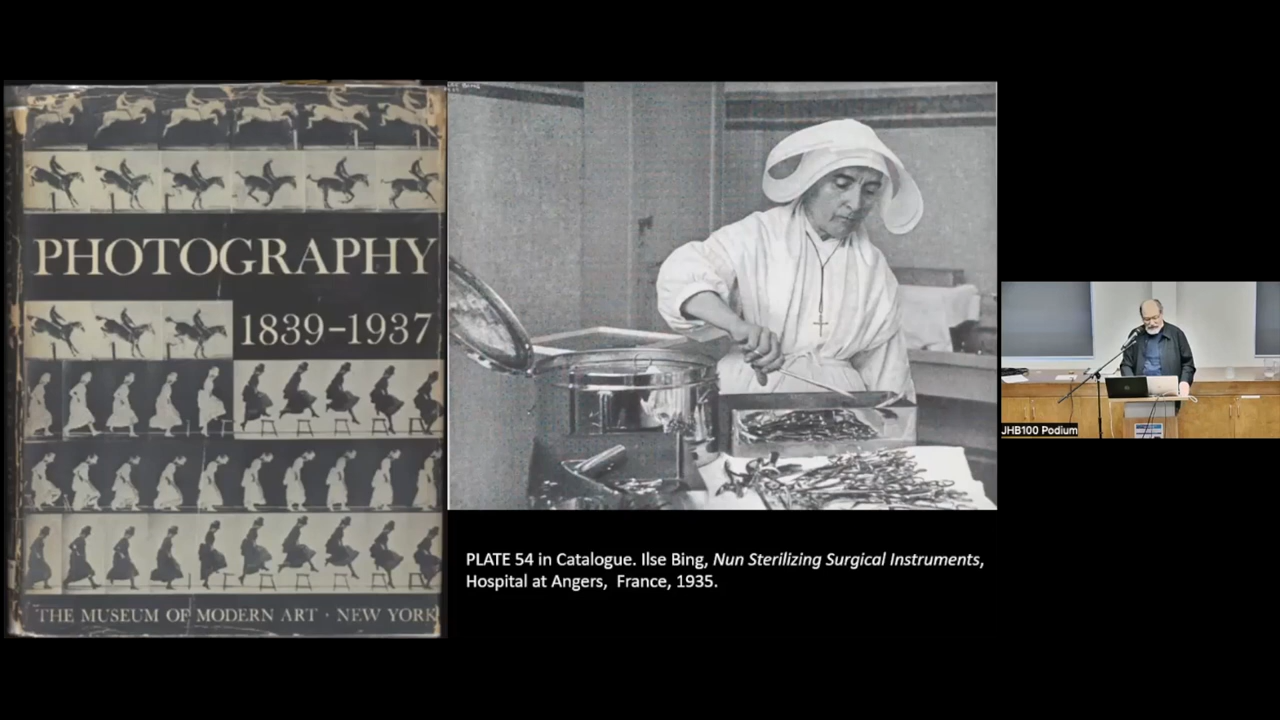 PHOTOGRAPHY
1839-1937
THE MUSEUM OF MODERN ART · NEW YORK
PLATE 54 in Catalogue. Ilse Bing, Nun Sterilizing Surgical Instruments,
Hospital at Angers, France, 1935.
JHB100 Podium